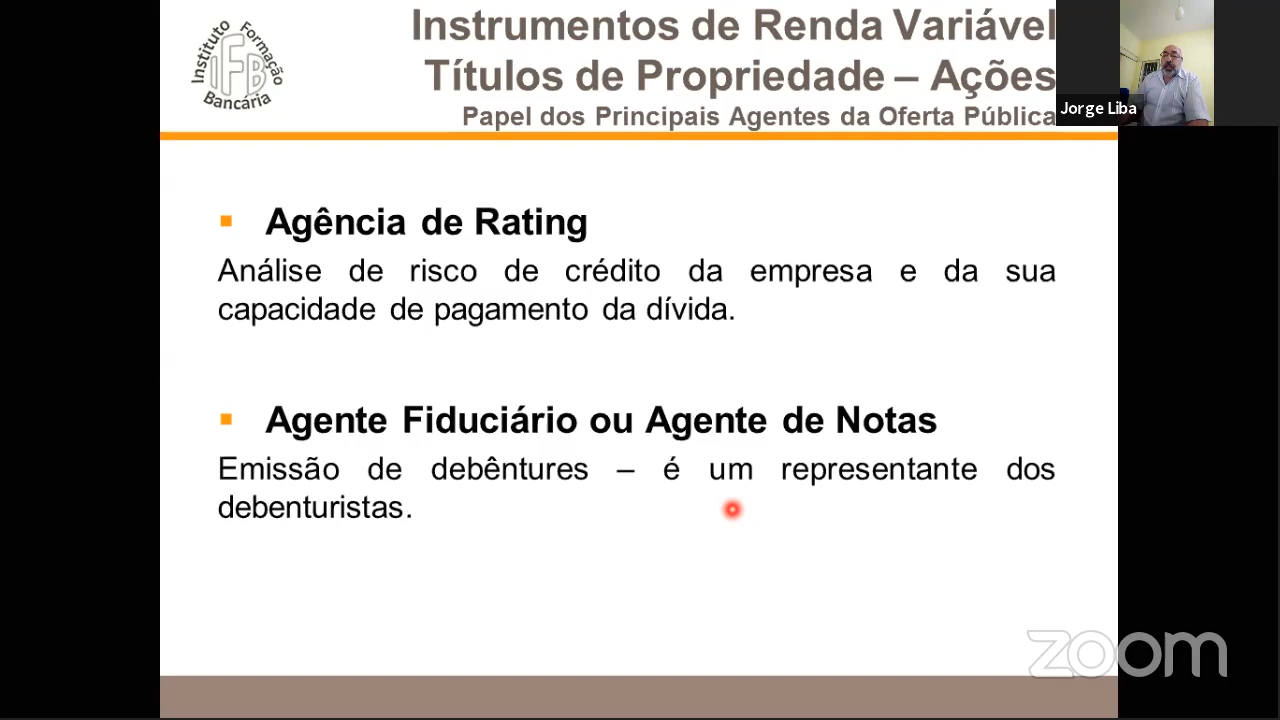 Instituto Formação
IFB
Bancária
Instrumentos de Renda Variável
Títulos de Propriedade – Ações
Papel dos Principais Agentes da Oferta Pública
Jorge Liba
Agência de Rating
Análise de risco de crédito da empresa e da sua
capacidade de pagamento da dívida.
Agente Fiduciário ou Agente de Notas
Emissão de debêntures – é um representante dos
debenturistas.
zoom